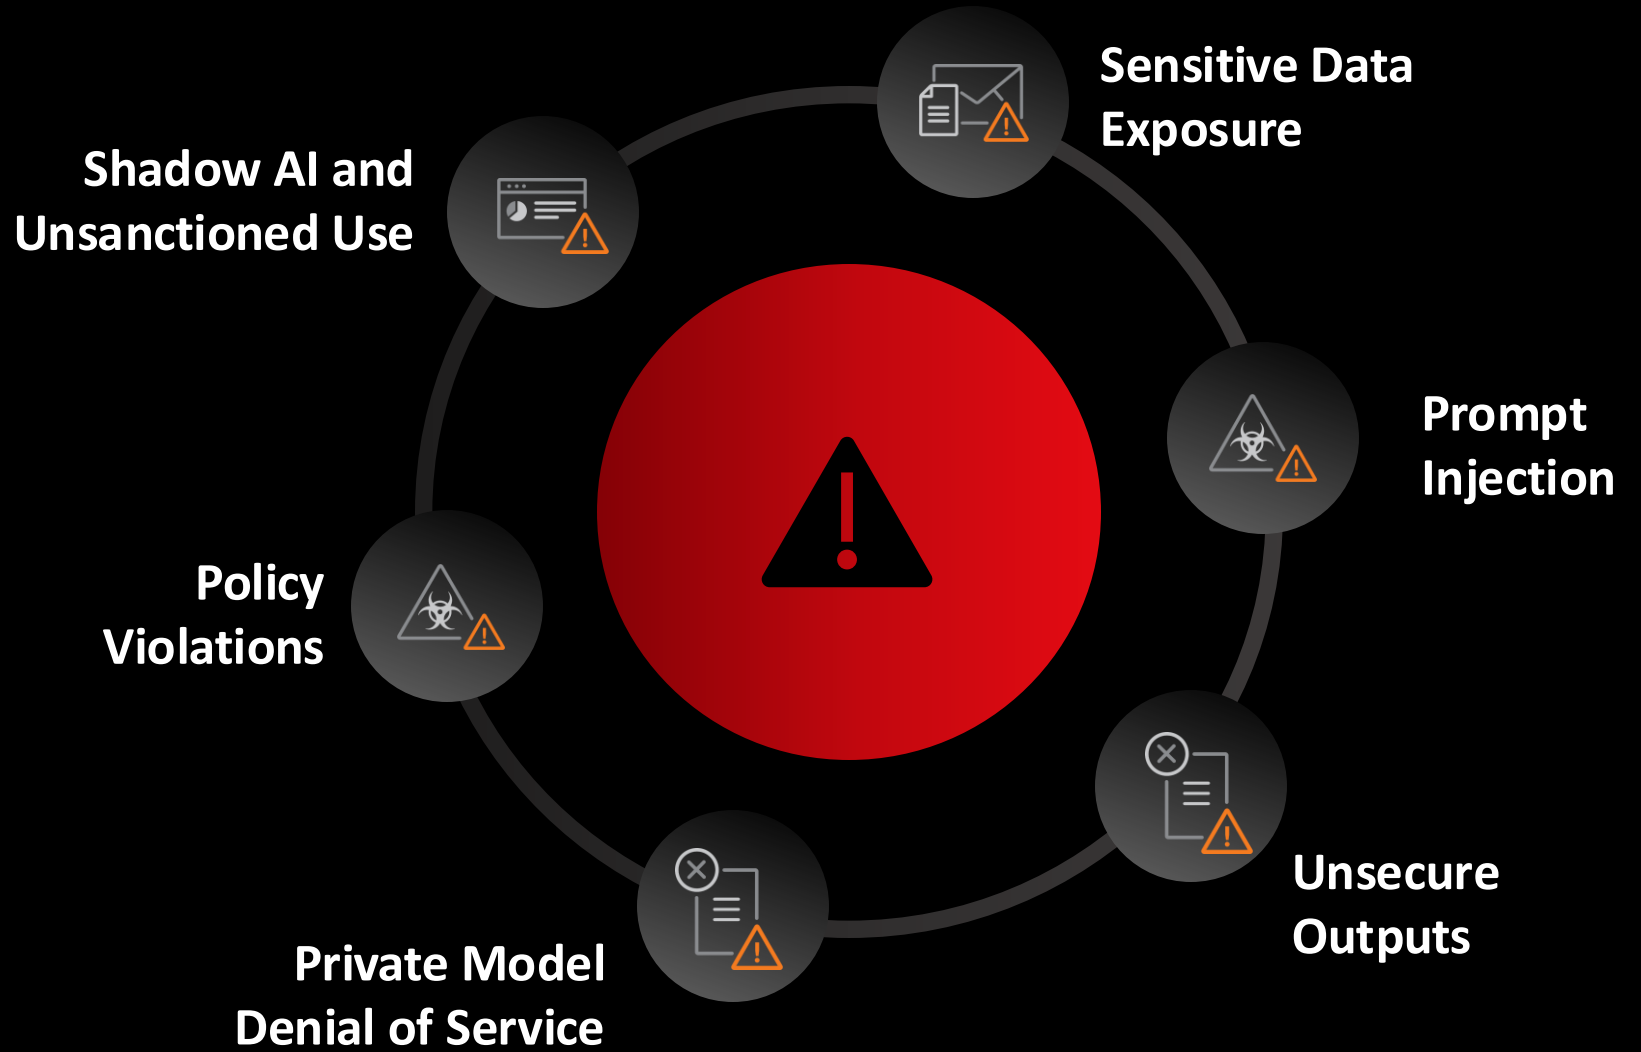 Sensitive Data
Exposure
Shadow AI and
Unsanctioned Use
Prompt
Injection
Policy
Violations
Unsecure
Outputs
Private Model
Denial of Service